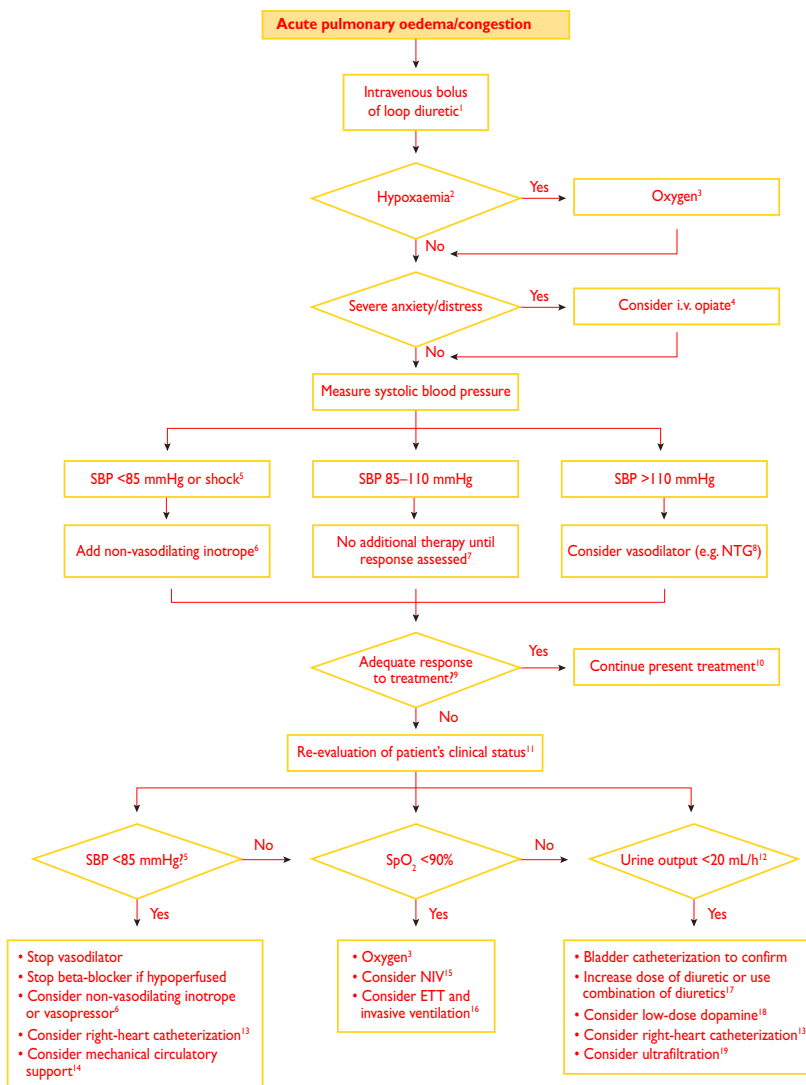 Acute pulmonary oedema/congestion
Intravenous bolus
of loop diuretic¹
Hypoxaemia²
Yes
Oxygen³
No
Severe anxiety/distress
Yes
Consider i.v. opiate⁴
No
Measure systolic blood pressure
SBP <85 mmHg or shock⁵
SBP 85–110 mmHg
SBP >110 mmHg
Add non-vasodilating inotrope⁶
No additional therapy until
response assessed⁷
Consider vasodilator (e.g. NTG⁸)
Adequate response
to treatment?⁹
Yes
Continue present treatment¹⁰
No
Re-evaluation of patient's clinical status¹¹
SBP <85 mmHg?⁵
No
SpO₂ <90%
No
Urine output <20 mL/h¹²
Yes
Yes
Yes
• Stop vasodilator
• Stop beta-blocker if hypoperfused
• Consider non-vasodilating inotrope
or vasopressor⁶
• Consider right-heart catheterization¹³
• Consider mechanical circulatory
support¹⁴
• Oxygen³
• Consider NIV¹⁵
• Consider ETT and
invasive ventilation¹⁶
• Bladder catheterization to confirm
• Increase dose of diuretic or use
combination of diuretics¹⁷
• Consider low-dose dopamine¹⁸
• Consider right-heart catheterization¹³
• Consider ultrafiltration¹⁹